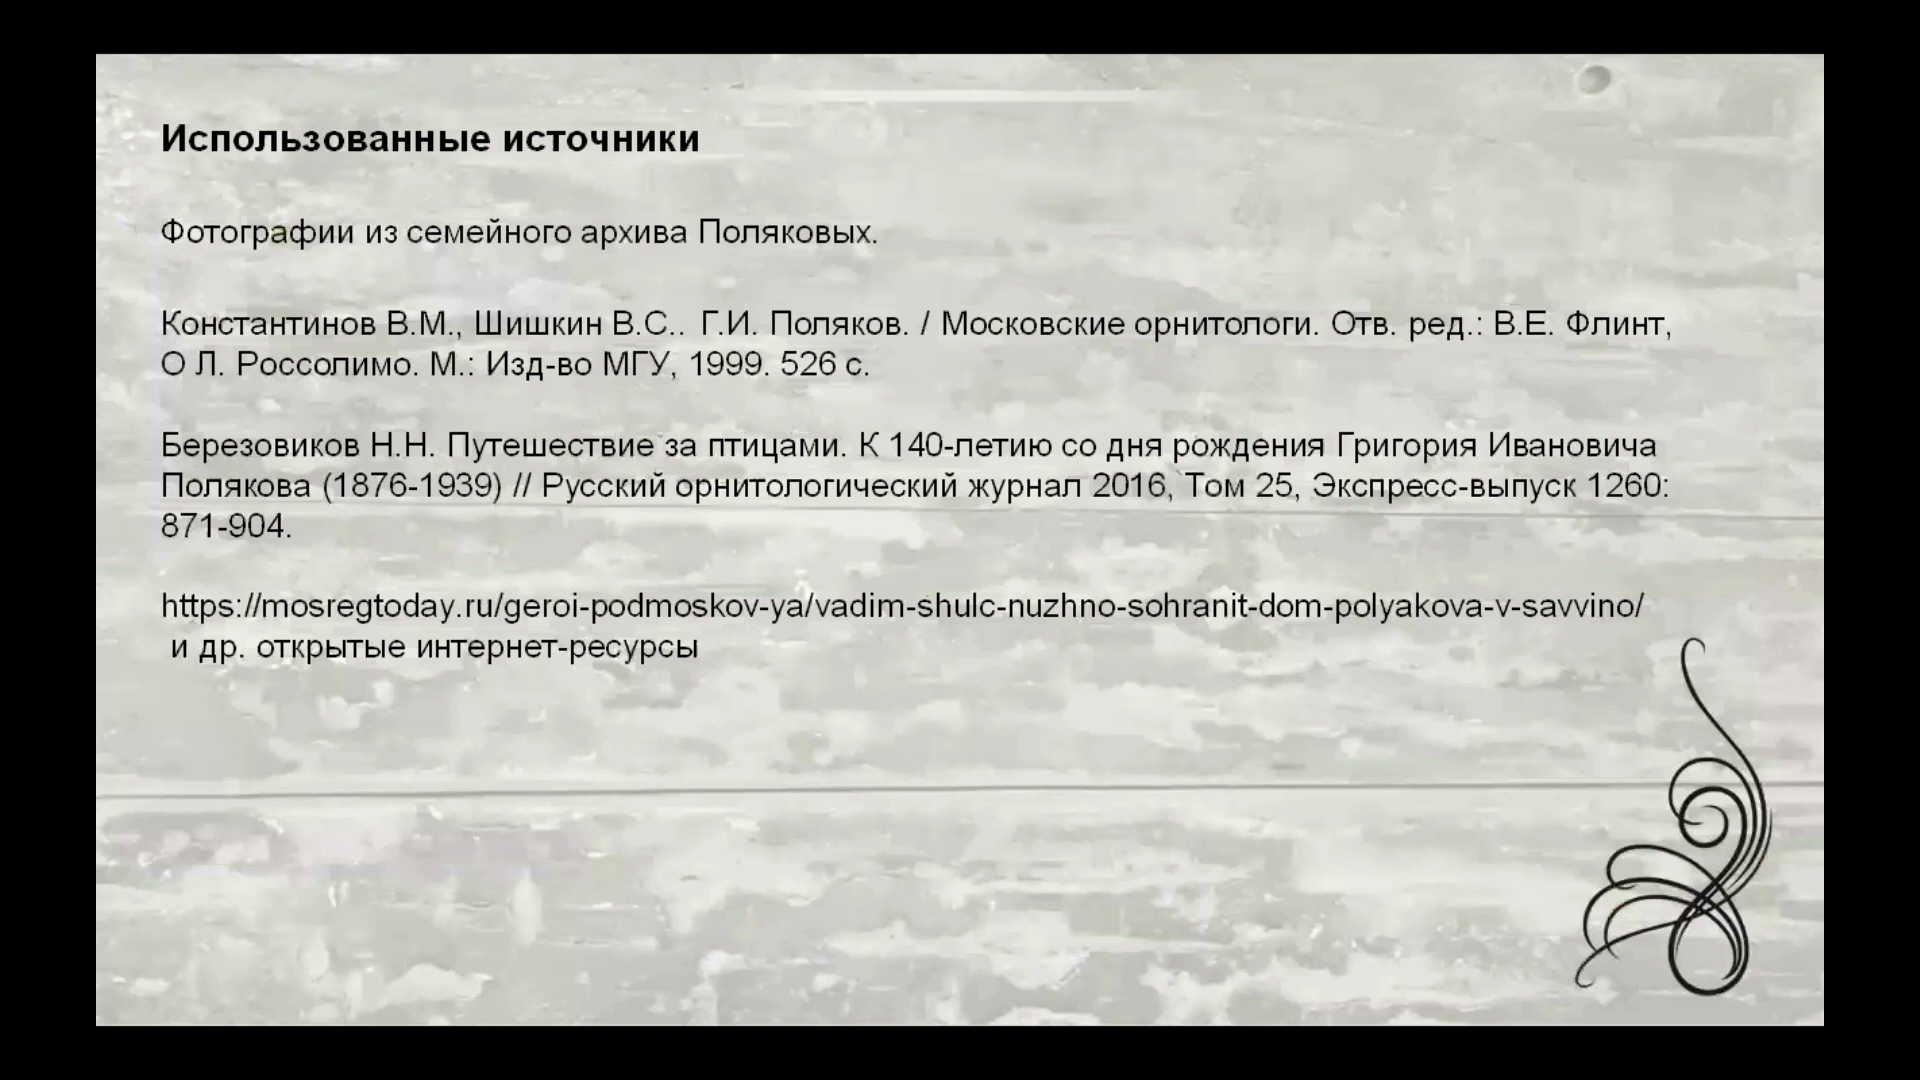 Использованные источники
Фотографии из семейного архива Поляковых.
Константинов В.М., Шишкин В.С.. Г.И. Поляков. / Московские орнитологи. Отв. ред.: В.Е. Флинт,
О Л. Россолимо. М.: Изд-во МГУ, 1999. 526 с.
Березовиков Н.Н. Путешествие за птицами. К 140-летию со дня рождения Григория Ивановича
Полякова (1876-1939) // Русский орнитологический журнал 2016, Том 25, Экспресс-выпуск 1260:
871-904.
https://mosregtoday.ru/geroi-podmoskov-ya/vadim-shulc-nuzhno-sohranit-dom-polyakova-v-savvino/
и др. открытые интернет-ресурсы